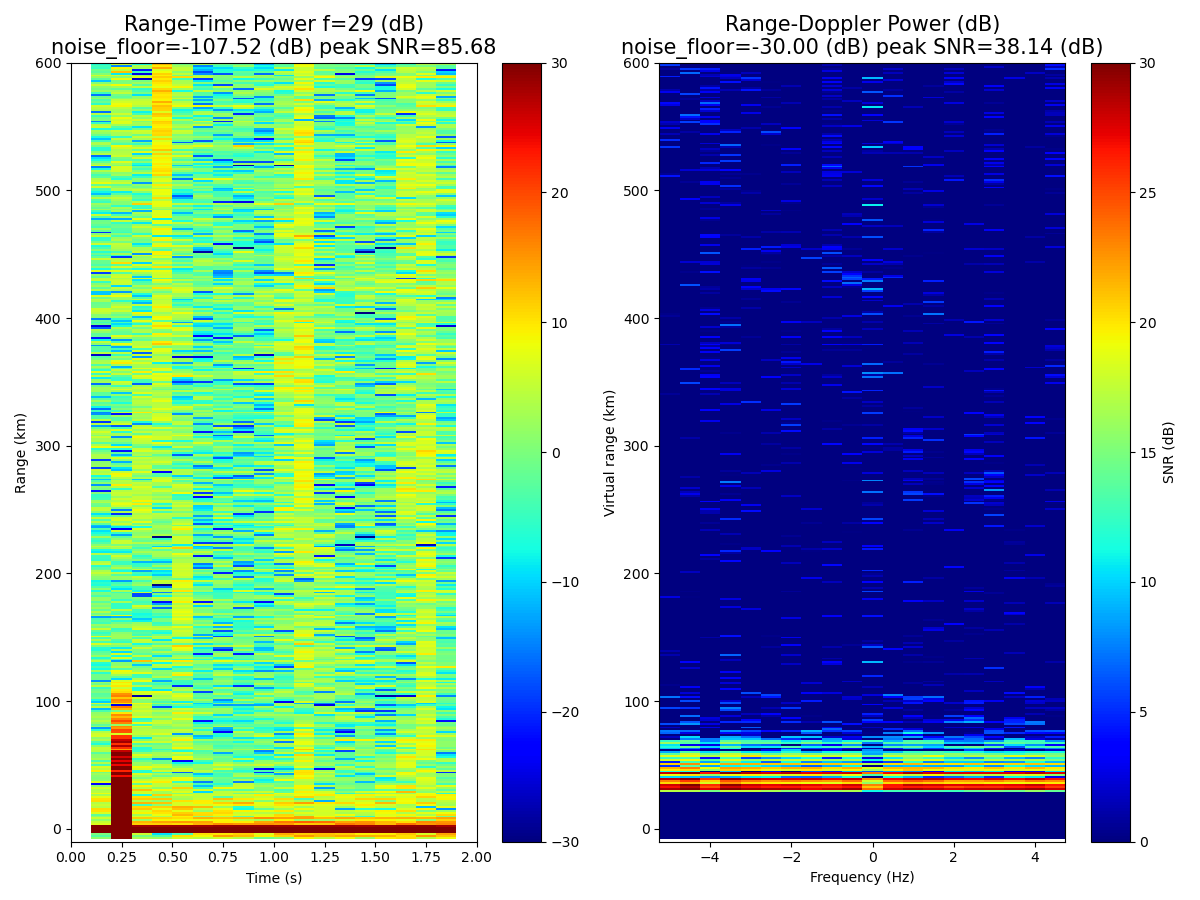 Range-Time Power f=29 (dB)
noise_floor=-107.52 (dB) peak SNR=85.68
600
500
400
300
200
100
0
Range (km)
0.00 0.25 0.50 0.75 1.00 1.25 1.50 1.75 2.00
Time (s)
30
20
10
0
−10
−20
−30
Range-Doppler Power (dB)
noise_floor=-30.00 (dB) peak SNR=38.14 (dB)
600
500
400
300
200
100
0
Virtual range (km)
−4 −2 0 2 4
Frequency (Hz)
30
25
20
15
10
5
0
SNR (dB)